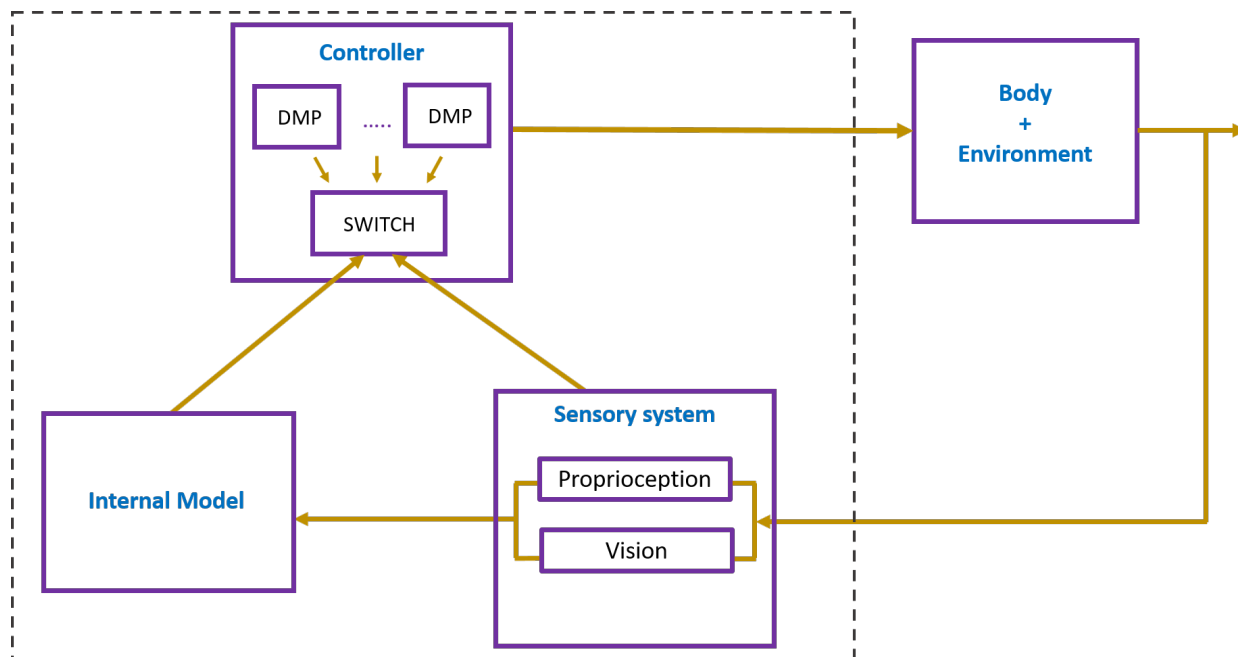 Controller
DMP
.....
DMP
SWITCH
Body
+
Environment
Sensory system
Proprioception
Vision
Internal Model